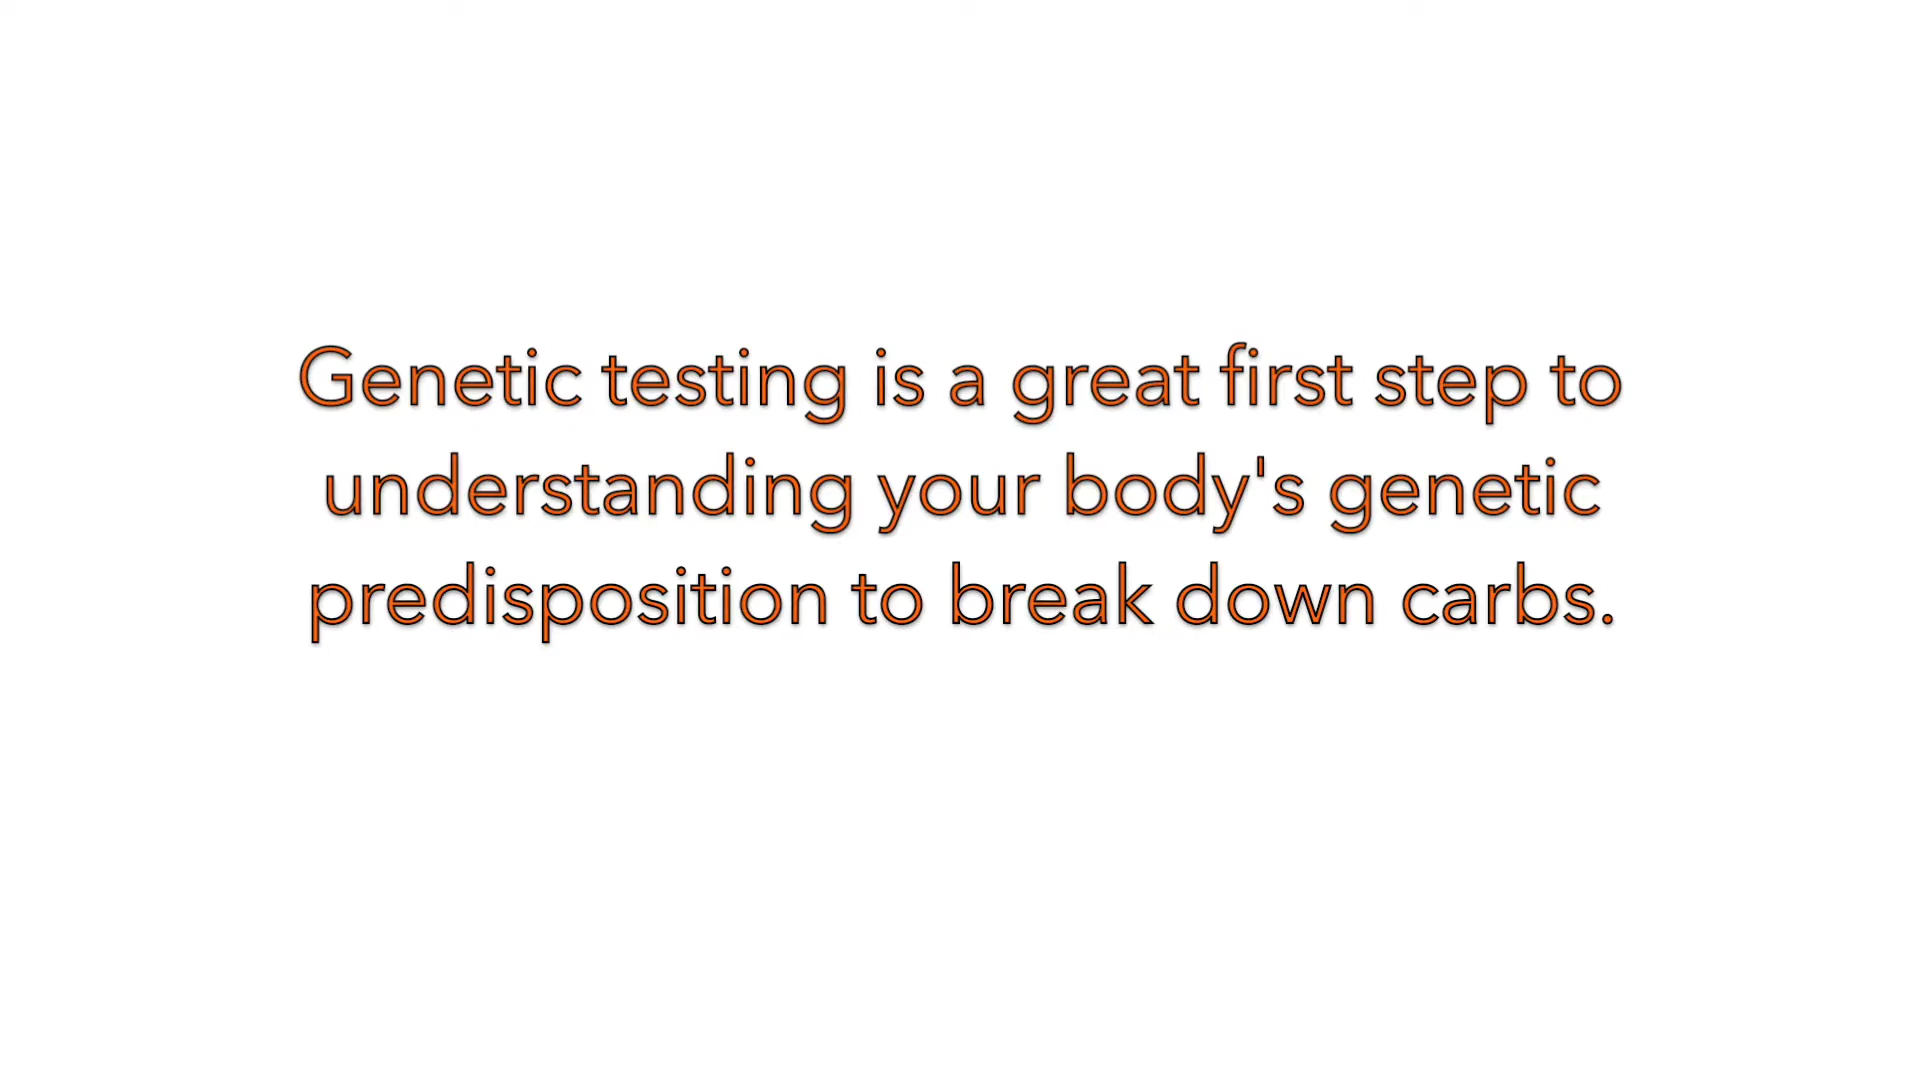 Genetic testing is a great first step to
understanding your body's genetic
predisposition to break down carbs.